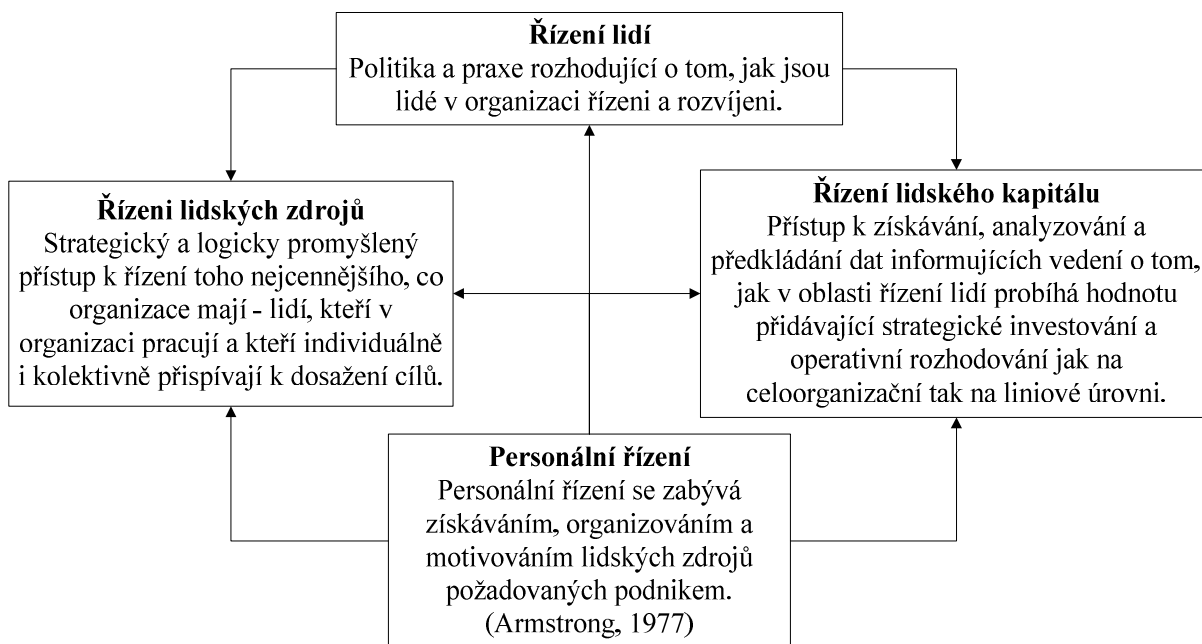 Řízení lidí
Politika a praxe rozhodující o tom, jak jsou
lidé v organizaci řízeni a rozvíjeni.
Řízeni lidských zdrojů
Strategický a logicky promyšlený
přístup k řízení toho nejcennějšího, co
organizace mají - lidí, kteří v
organizaci pracují a kteří individuálně
i kolektivně přispívají k dosažení cílů.
Řízení lidského kapitálu
Přístup k získávání, analyzování a
předkládání dat informujících vedení o tom,
jak v oblasti řízení lidí probíhá hodnotu
přidávající strategické investování a
operativní rozhodování jak na
celoorganizační tak na liniové úrovni.
Personální řízení
Personální řízení se zabývá
získáváním, organizováním a
motivováním lidských zdrojů
požadovaných podnikem.
(Armstrong, 1977)